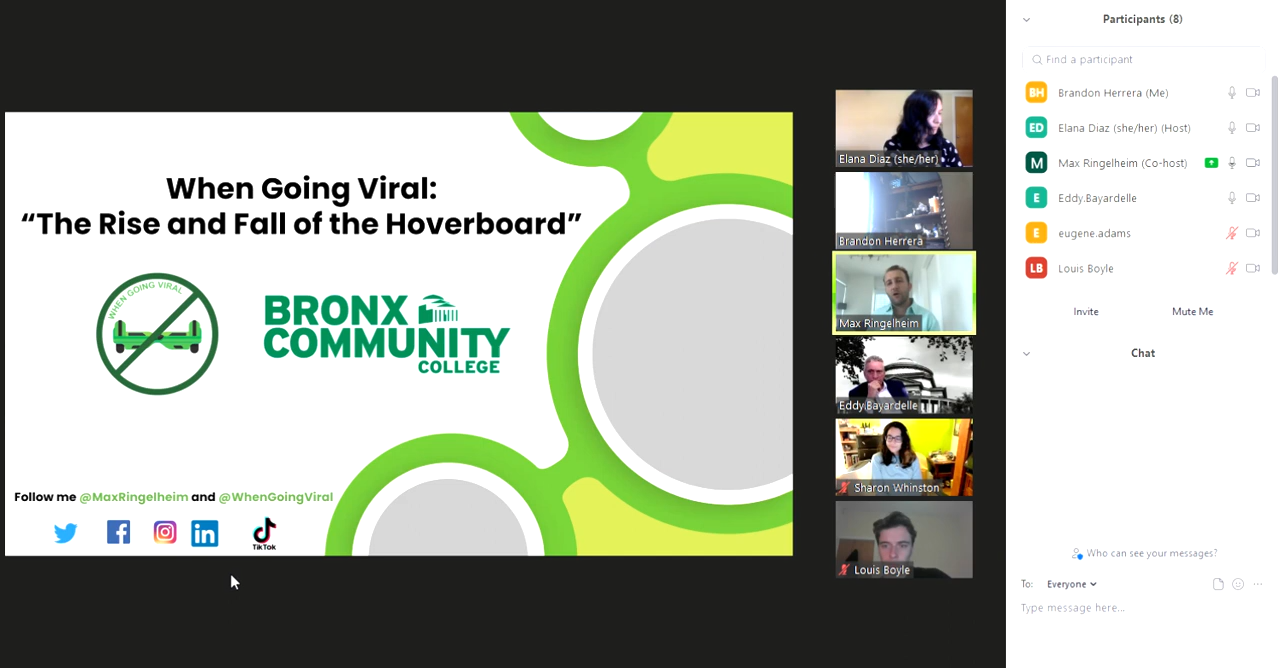 When Going Viral:
“The Rise and Fall of the Hoverboard”
WHEN GOING VIRAL
BRONX
COMMUNITY
COLLEGE
Follow me @MaxRingelheim and @WhenGoingViral
TikTok
Elana Diaz (she/her)
Brandon Herrera
Max Ringelheim
Eddy.Bayardelle
Sharon Whinston
Louis Boyle
Participants (8)
Find a participant
BH Brandon Herrera (Me)
ED Elana Diaz (she/her) (Host)
M Max Ringelheim (Co-host)
E Eddy.Bayardelle
E eugene.adams
LB Louis Boyle
Invite Mute Me
Chat
Who can see your messages?
To: Everyone
Type message here...